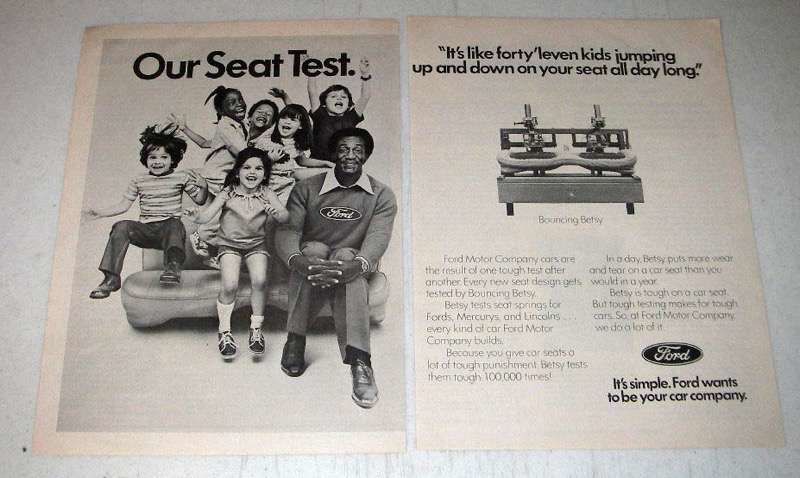 Our Seat Test.
Ford
"It's like forty'leven kids jumping
up and down on your seat all day long."
Bouncing Betsy
Ford Motor Company cars are
the result of one tough test after
another. Every new seat design gets
tested by Bouncing Betsy.
Betsy tests seat springs for
Fords, Mercurys, and Lincolns...
every kind of car Ford Motor
Company builds.
Because you give car seats a
lot of tough punishment, Betsy tests
them tough 100,000 times!
In a day, Betsy puts more wear
and tear on a car seat than you
would in a year.
Betsy is tough on a car seat.
But tough testing makes for tough
cars. So, at Ford Motor Company,
we do a lot of it.
Ford
It's simple. Ford wants
to be your car company.